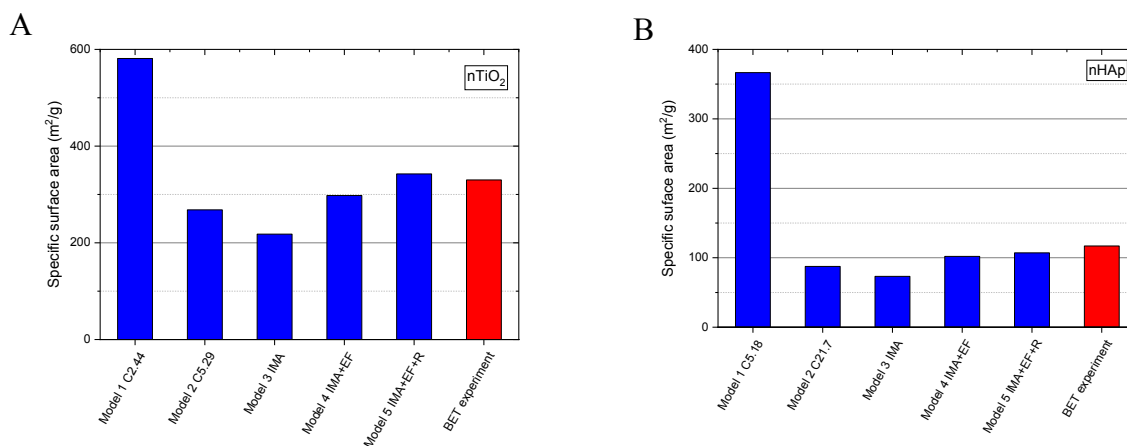 A
Specific surface area (m²/g)
600
400
200
0
nTiO₂
Model 1 C2.44
Model 2 C5.29
Model 3 IMA
Model 4 IMA+EF
Model 5 IMA+EF+R
BET experiment
B
Specific suface area (m²/g)
400
300
200
100
0
nHAp
Model 1 C5.18
Model 2 C21.7
Model 3 IMA
Model 4 IMA+EF
Model 5 IMA+EF+R
BET experiment